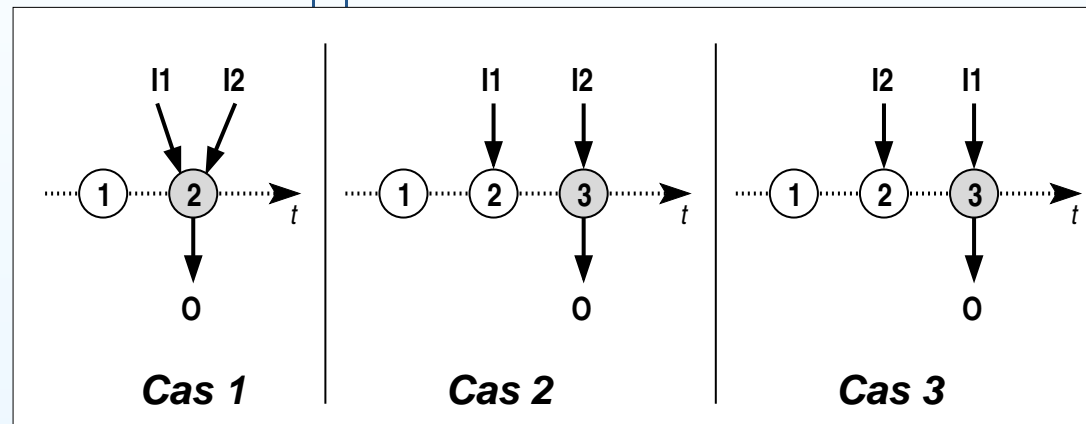 I1 I2 I1 I2 I2 I1
1 2 1 2 3 1 2 3
t t t
O O O
Cas 1 Cas 2 Cas 3